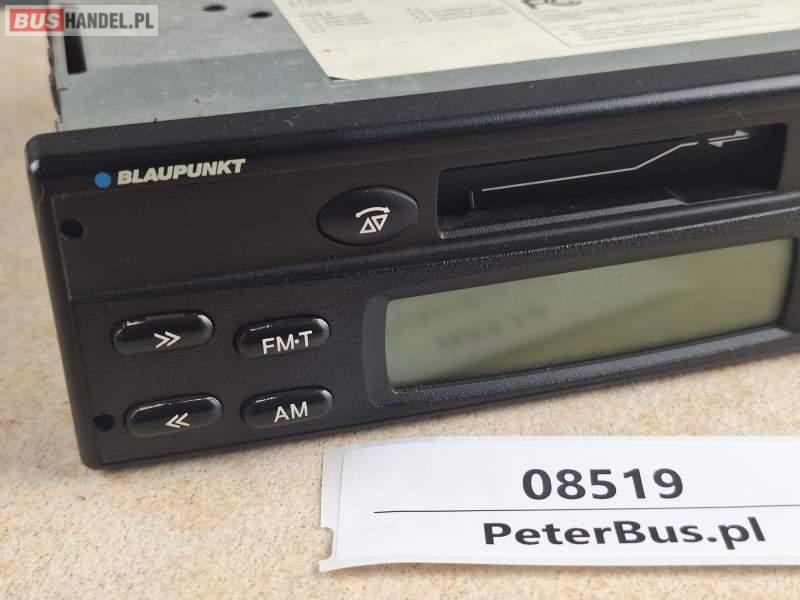 BUSHANDEL.PL
BLAUPUNKT
FM·T
AM
08519
PeterBus.pl